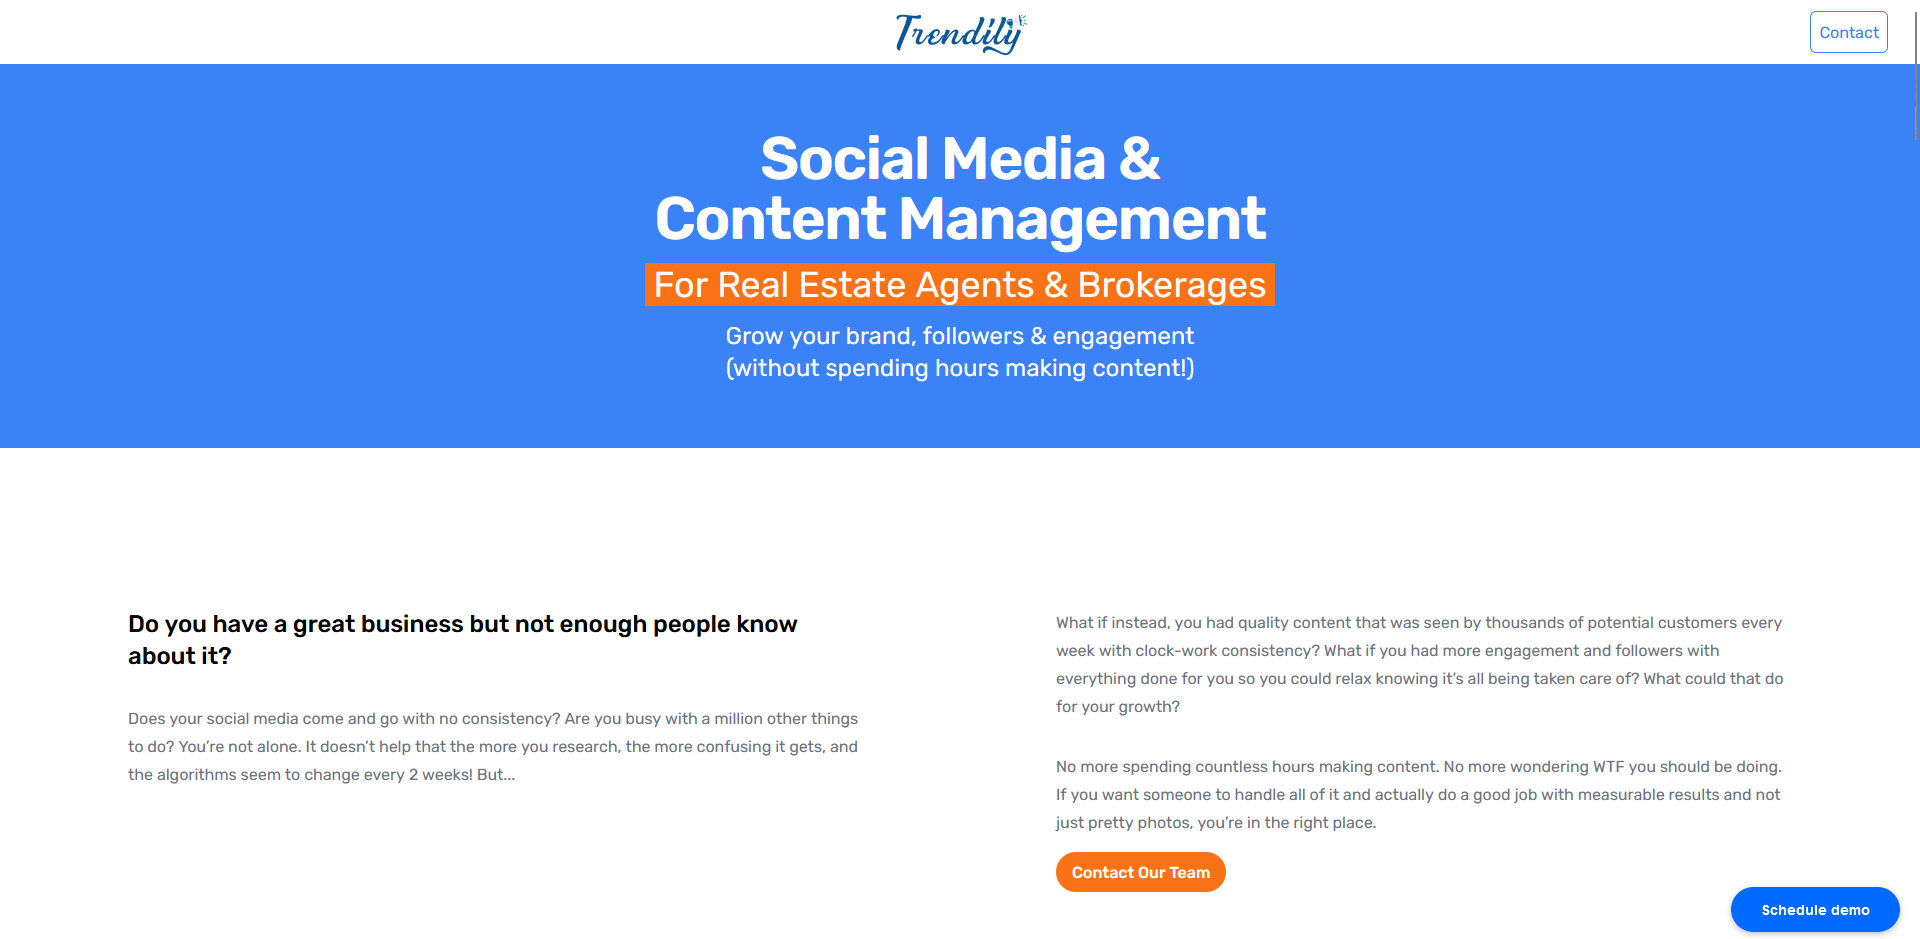 Trendily
Contact
Social Media &
Content Management
For Real Estate Agents & Brokerages
Grow your brand, followers & engagement
(without spending hours making content!)
Do you have a great business but not enough people know
about it?
Does your social media come and go with no consistency? Are you busy with a million other things
to do? You’re not alone. It doesn’t help that the more you research, the more confusing it gets, and
the algorithms seem to change every 2 weeks! But...
What if instead, you had quality content that was seen by thousands of potential customers every
week with clock-work consistency? What if you had more engagement and followers with
everything done for you so you could relax knowing it’s all being taken care of? What could that do
for your growth?
No more spending countless hours making content. No more wondering WTF you should be doing.
If you want someone to handle all of it and actually do a good job with measurable results and not
just pretty photos, you’re in the right place.
Contact Our Team
Schedule demo